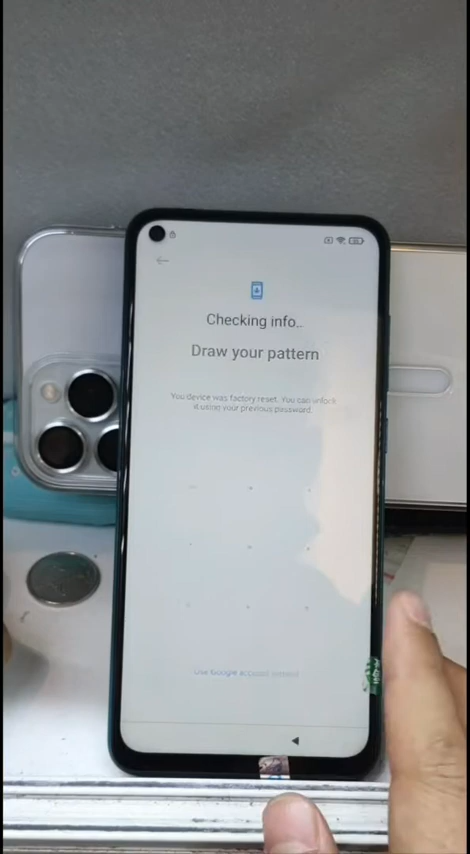 Checking info..
Draw your pattern
You device was factory reset. You can unlock
it using your previous password.
Use Google account instead